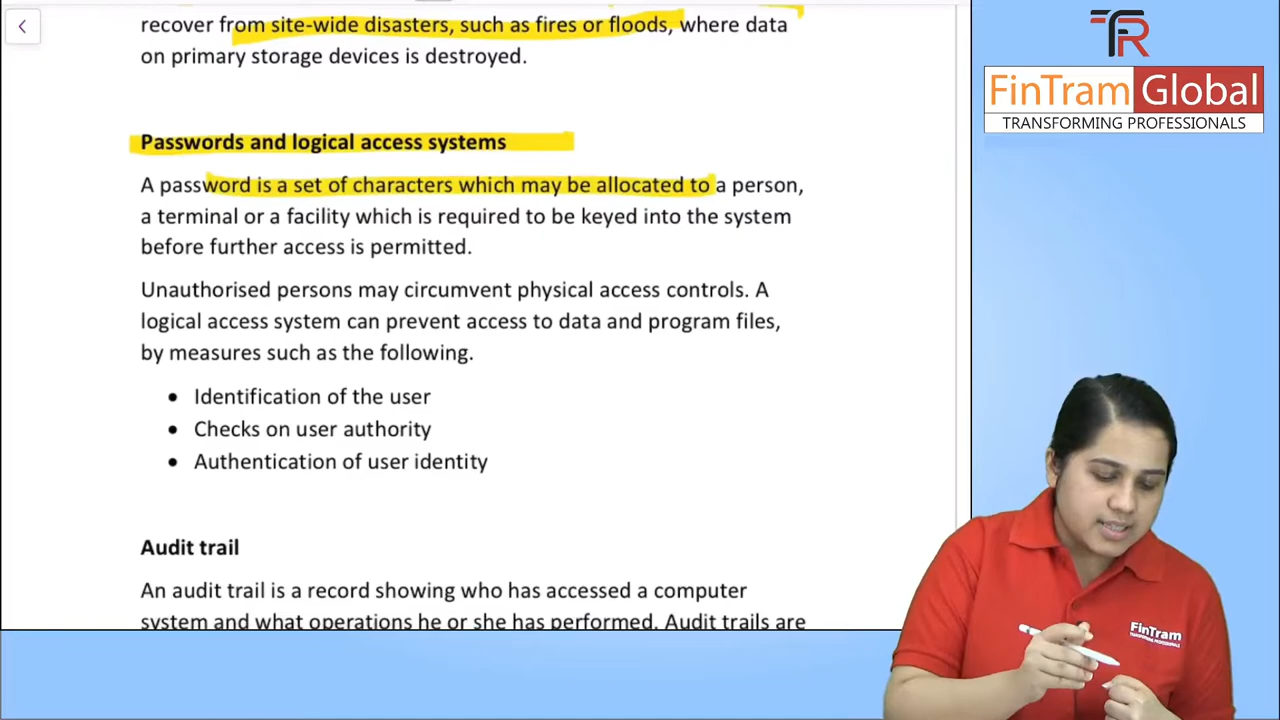 recover from site-wide disasters, such as fires or floods, where data
on primary storage devices is destroyed.
Passwords and logical access systems
A password is a set of characters which may be allocated to a person,
a terminal or a facility which is required to be keyed into the system
before further access is permitted.
Unauthorised persons may circumvent physical access controls. A
logical access system can prevent access to data and program files,
by measures such as the following.
• Identification of the user
• Checks on user authority
• Authentication of user identity
Audit trail
An audit trail is a record showing who has accessed a computer
system and what operations he or she has performed. Audit trails are
FinTram Global
TRANSFORMING PROFESSIONALS
FinTram
TRANSFORMING PROFESSIONALS